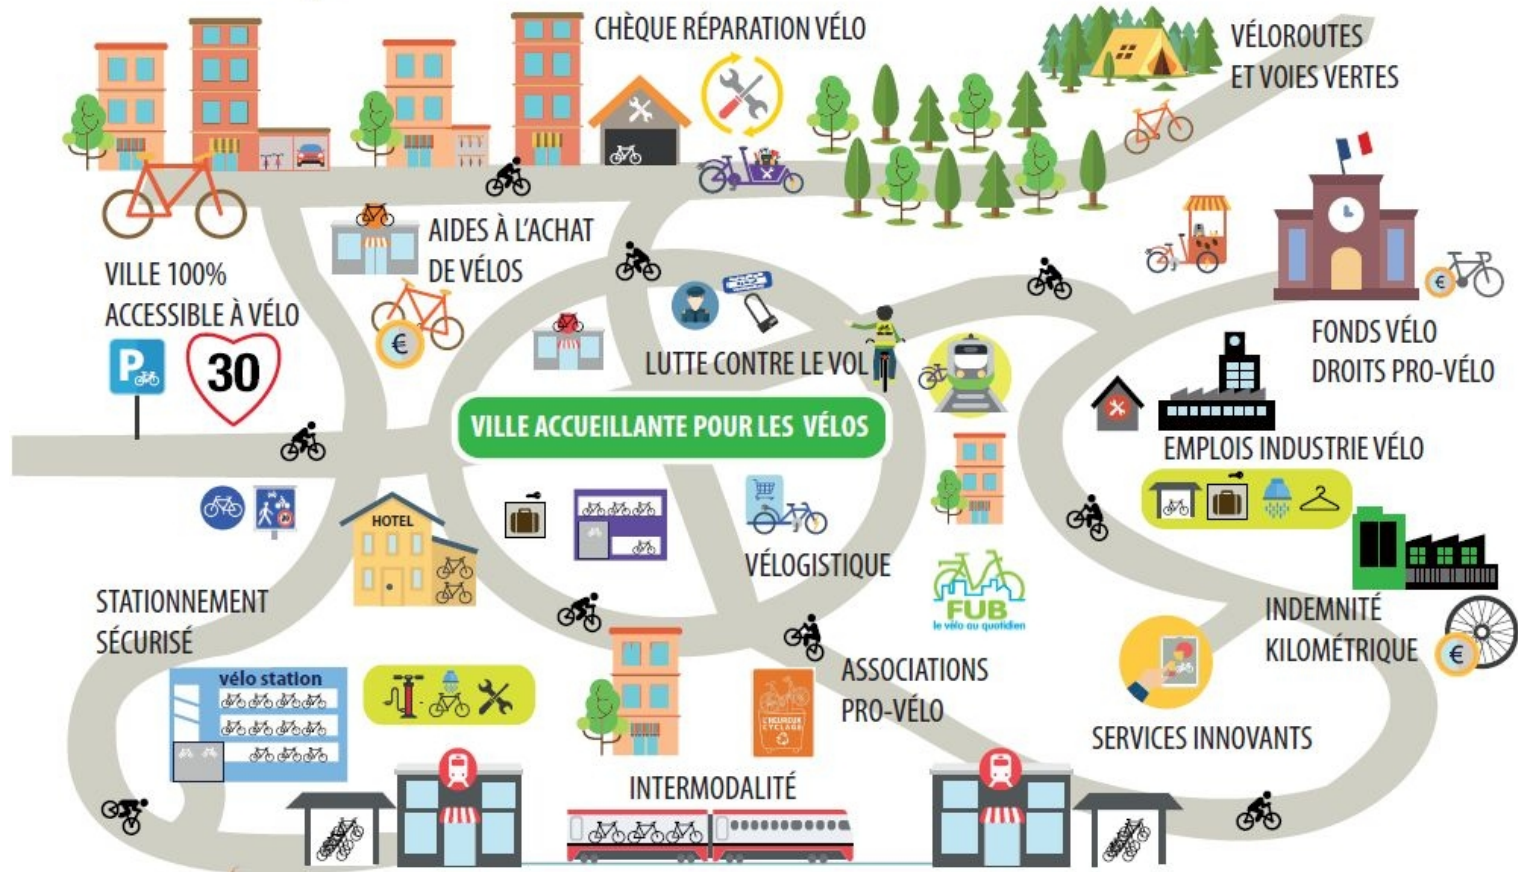 CHÈQUE RÉPARATION VÉLO
VÉLOROUTES
ET VOIES VERTES
AIDES À L'ACHAT
DE VÉLOS
VILLE 100%
ACCESSIBLE À VÉLO
P
30
€
LUTTE CONTRE LE VOL
€
FONDS VÉLO
DROITS PRO-VÉLO
VILLE ACCUEILLANTE POUR LES VÉLOS
EMPLOIS INDUSTRIE VÉLO
HOTEL
VÉLOGISTIQUE
STATIONNEMENT
SÉCURISÉ
FUB
le vélo au quotidien
INDEMNITÉ
KILOMÉTRIQUE
€
vélo station
ASSOCIATIONS
PRO-VÉLO
L'HEUREUX
CYCLAGE
SERVICES INNOVANTS
INTERMODALITÉ